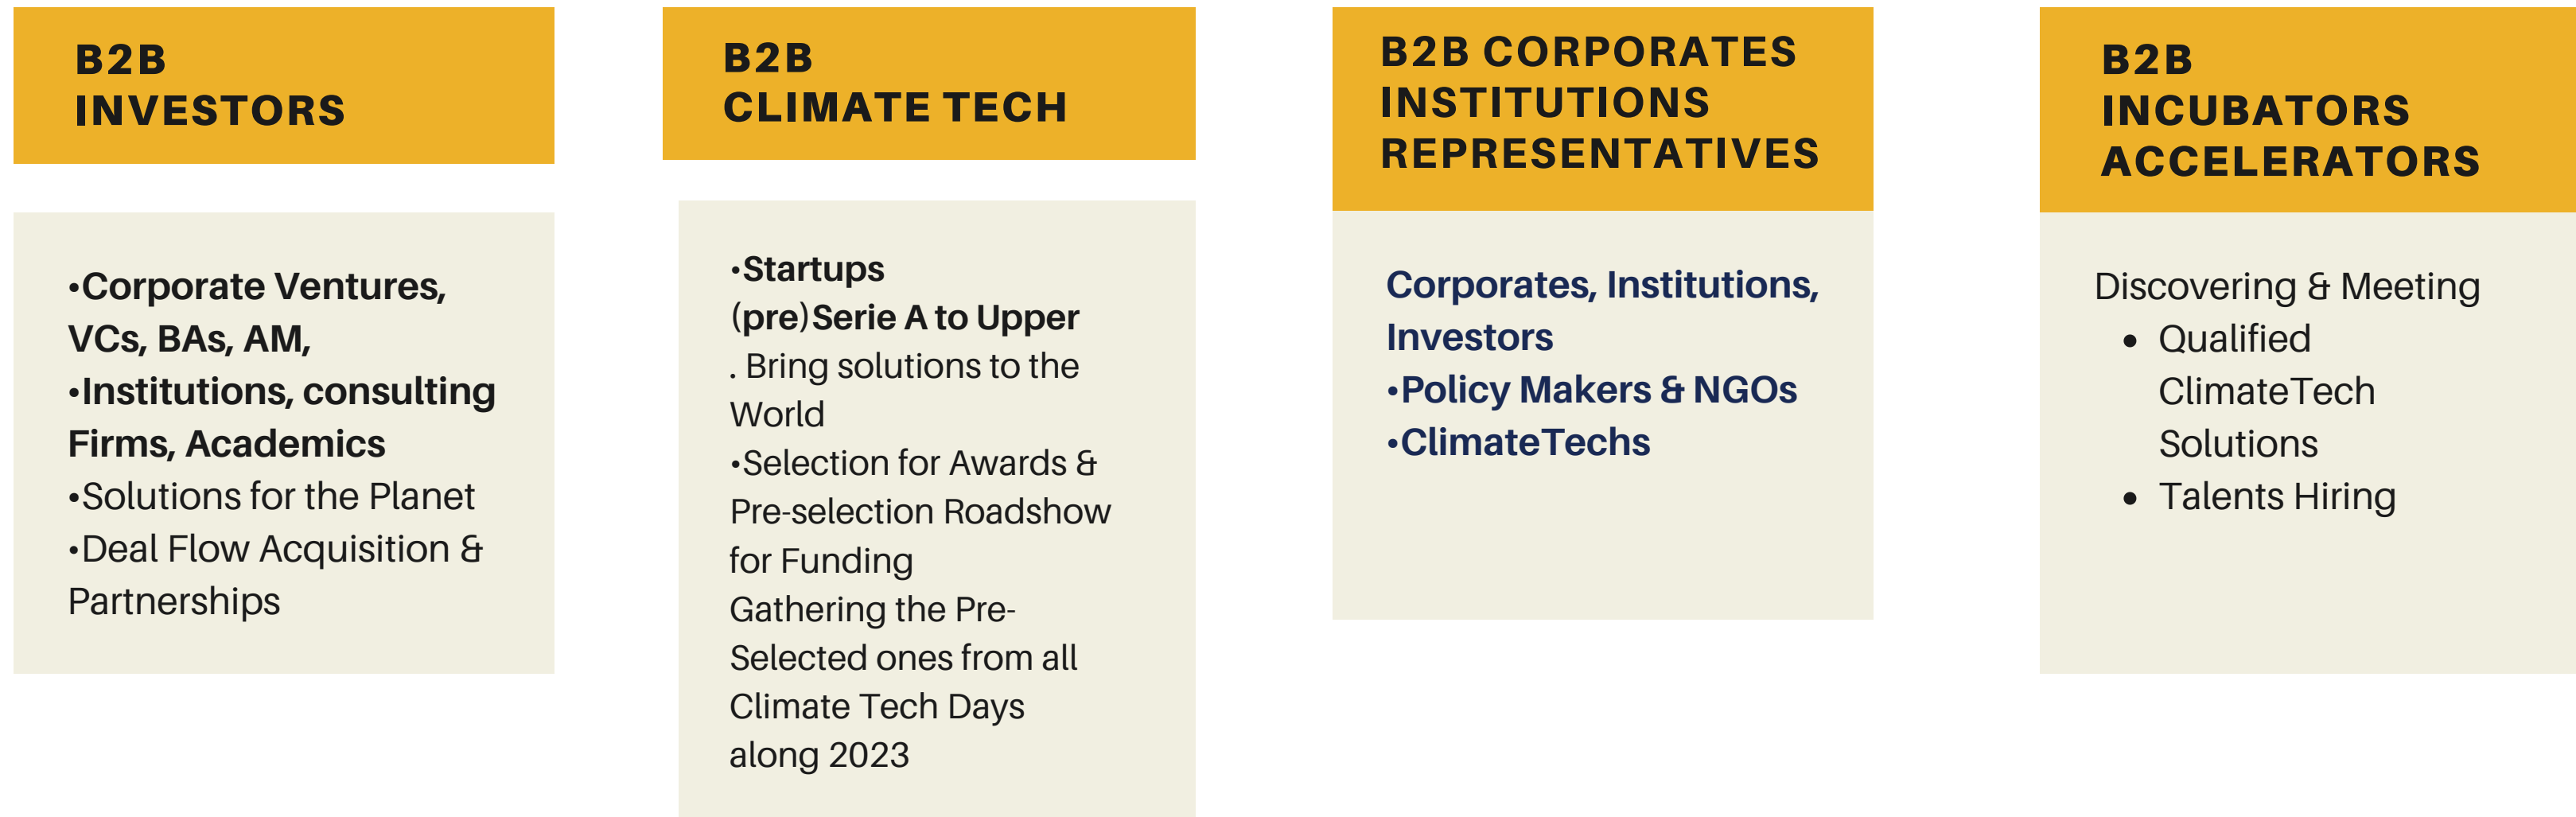 B2B
INVESTORS
•Corporate Ventures,
VCs, BAs, AM,
•Institutions, consulting
Firms, Academics
•Solutions for the Planet
•Deal Flow Acquisition &
Partnerships
B2B
CLIMATE TECH
•Startups
(pre)Serie A to Upper
. Bring solutions to the
World
•Selection for Awards &
Pre-selection Roadshow
for Funding
Gathering the Pre-
Selected ones from all
Climate Tech Days
along 2023
B2B CORPORATES
INSTITUTIONS
REPRESENTATIVES
Corporates, Institutions,
Investors
•Policy Makers & NGOs
•ClimateTechs
B2B
INCUBATORS
ACCELERATORS
Discovering & Meeting
• Qualified
ClimateTech
Solutions
• Talents Hiring